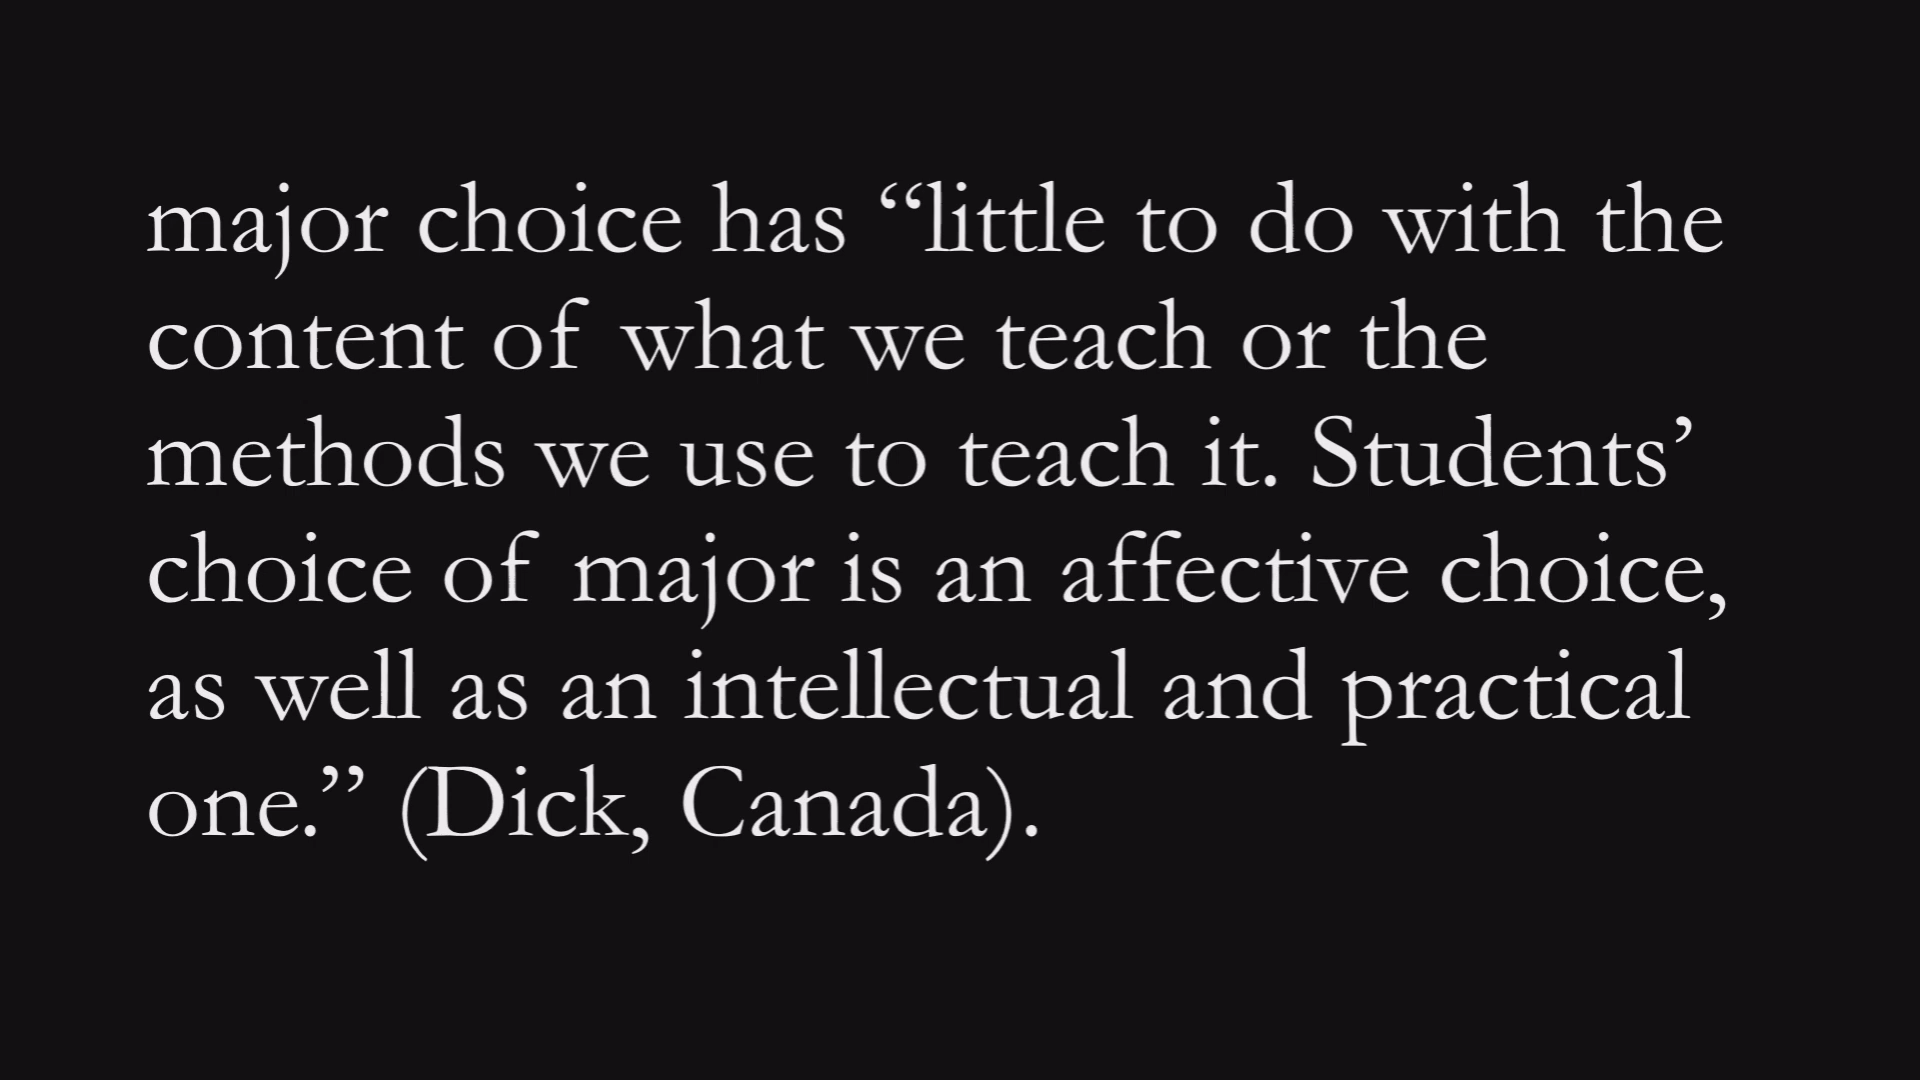 major choice has “little to do with the
content of what we teach or the
methods we use to teach it. Students’
choice of major is an affective choice,
as well as an intellectual and practical
one.” (Dick, Canada).